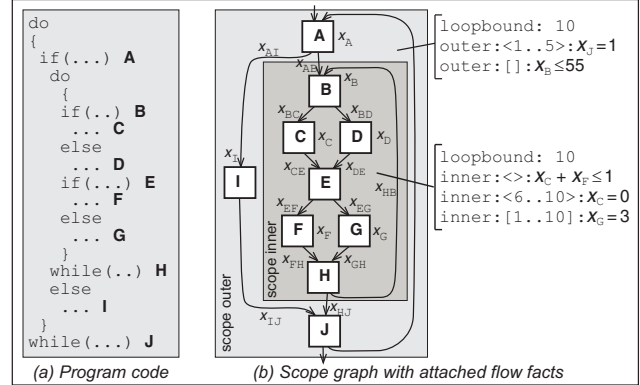 do
{
if(...) A
do
{
if(..) B
... C
else
... D
if(...) E
... F
else
... G
}
while(..) H
else
... I
}
while(...) J
(a) Program code
A
x_A
x_AI
x_AB
B
x_B
x_BC
x_BD
C
x_C
D
x_D
x_I
I
x_CE
x_DE
E
x_HB
x_EF
x_EG
F
x_F
G
x_G
x_FH
x_GH
H
x_HJ
x_IJ
J
scope outer
scope inner
loopbound: 10
outer:<1..5>:x_J=1
outer:[]:x_B≤55
loopbound: 10
inner:<>:x_C + x_F≤1
inner:<6..10>:x_C=0
inner:[1..10]:x_G=3
(b) Scope graph with attached flow facts